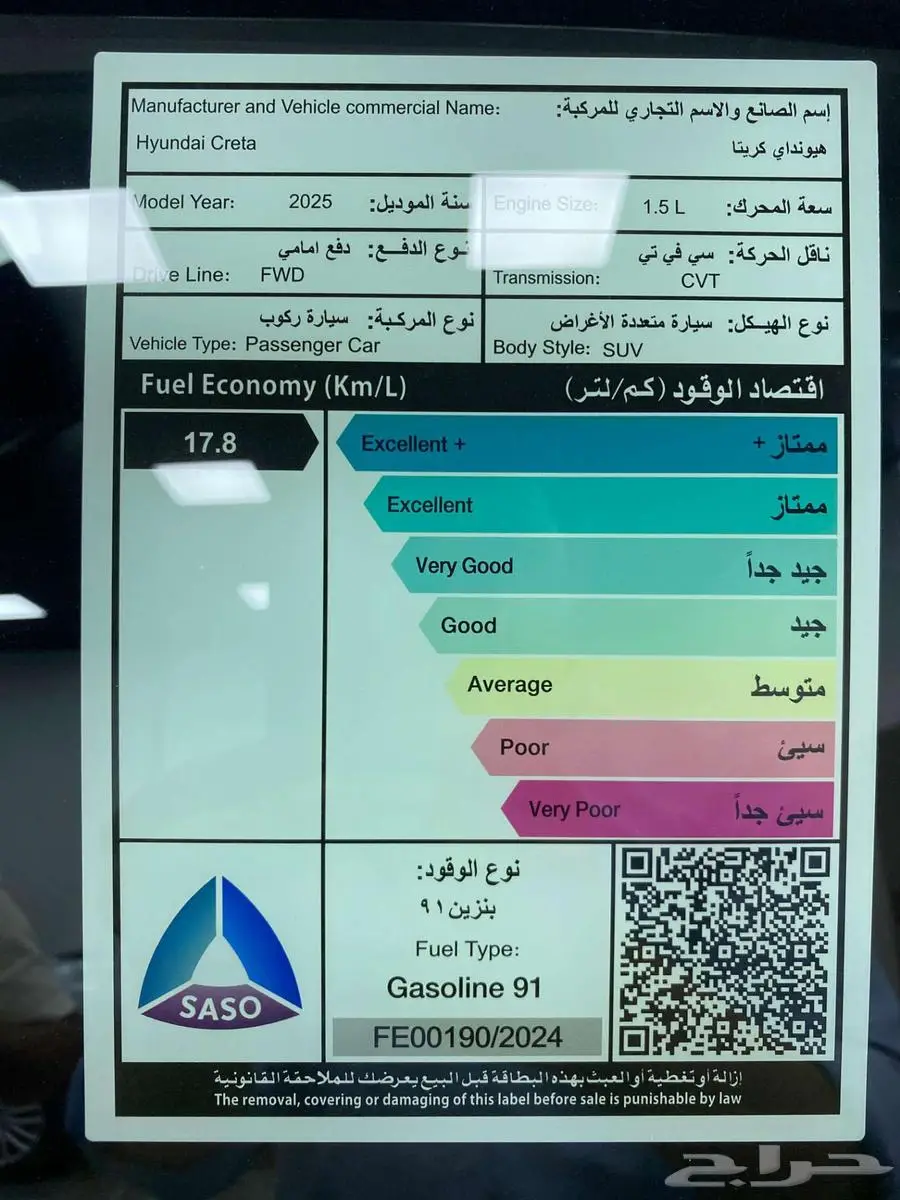 Manufacturer and Vehicle commercial Name: إسم الصانع والاسم التجاري للمركبة:
Hyundai Creta هيونداي كريتا
Model Year: 2025 سنة الموديل:
Engine Size: 1.5 L سعة المحرك:
نوع الدفـع: دفع امامي
Drive Line: FWD
ناقل الحركة: سي في تي
Transmission: CVT
نوع المركـبة: سيارة ركوب
Vehicle Type: Passenger Car
نوع الهيـكل: سيارة متعددة الأغراض
Body Style: SUV
Fuel Economy (Km/L) اقتصاد الوقود (كم/لتر)
17.8
Excellent + ممتاز +
Excellent ممتاز
Very Good جيد جداً
Good جيد
Average متوسط
Poor سيئ
Very Poor سيئ جداً
SASO
نوع الوقود:
بنزين ٩١
Fuel Type:
Gasoline 91
FE00190/2024
إزالة أو تغطية أو العبث بهذه البطاقة قبل البيع يعرضك للملاحقة القانونية
The removal, covering or damaging of this label before sale is punishable by law
حراج